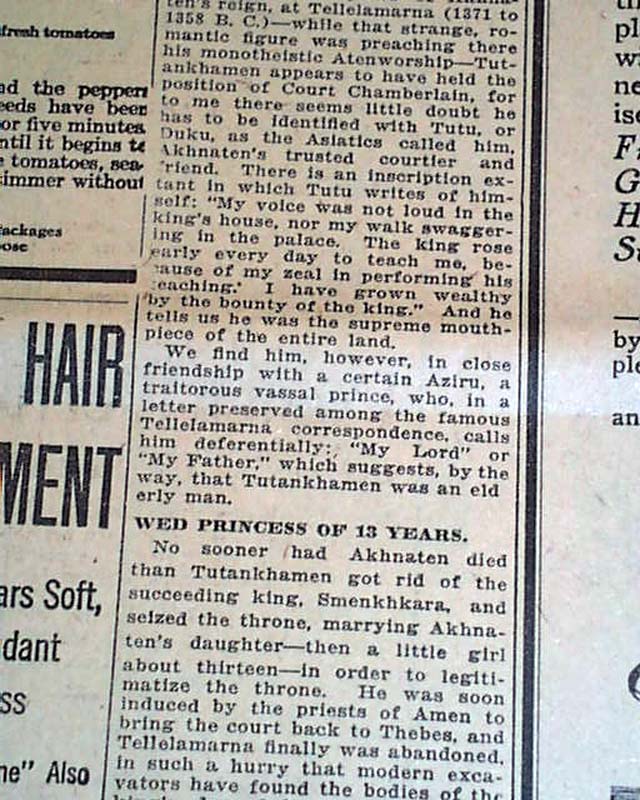 fresh tomatoes
nd the peppers
eeds have been
or five minutes
ntil it begins to
e tomatoes, sea-
simmer without
Packages
pose
HAIR
MENT
ars Soft,
dant
ss
ne" Also
ten's reign, at Tellelamarna (1371 to
1358 B. C.)—while that strange, ro-
mantic figure was preaching there
his monotheistic Atenworship—Tut-
ankhamen appears to have held the
position of Court Chamberlain, for
to me there seems little doubt he
has to be identified with Tutu, or
Duku, as the Asiatics called him,
Akhnaten's trusted courtier and
friend. There is an inscription ex-
tant in which Tutu writes of him-
self: "My voice was not loud in the
king's house, nor my walk swagger-
ing in the palace. The king rose
early every day to teach me, be-
cause of my zeal in performing his
teaching.' I have grown wealthy
by the bounty of the king." And he
tells us he was the supreme mouth-
piece of the entire land.
We find him, however, in close
friendship with a certain Aziru, a
traitorous vassal prince, who, in a
letter preserved among the famous
Tellelamarna correspondence, calls
him deferentially: "My Lord" or
"My Father," which suggests, by the
way, that Tutankhamen was an eld
erly man.
WED PRINCESS OF 13 YEARS.
No sooner had Akhnaten died
than Tutankhamen got rid of the
succeeding king, Smenkhkara, and
seized the throne, marrying Akhna-
ten's daughter—then a little girl
about thirteen—in order to legiti-
matize the throne. He was soon
induced by the priests of Amen to
bring the court back to Thebes, and
Tellelamarna finally was abandoned,
in such a hurry that modern exca-
vators have found the bodies of the
pl
w
ne
ise
F
G
H
Su
by
ple
an